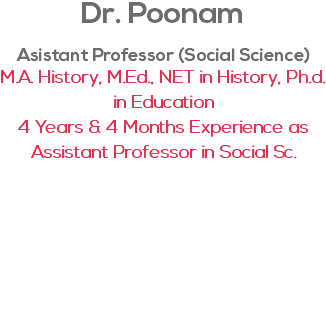 Dr. Poonam
Asistant Professor (Social Science)
M.A. History, M.Ed., NET in History, Ph.d.
in Education
4 Years & 4 Months Experience as
Assistant Professor in Social Sc.